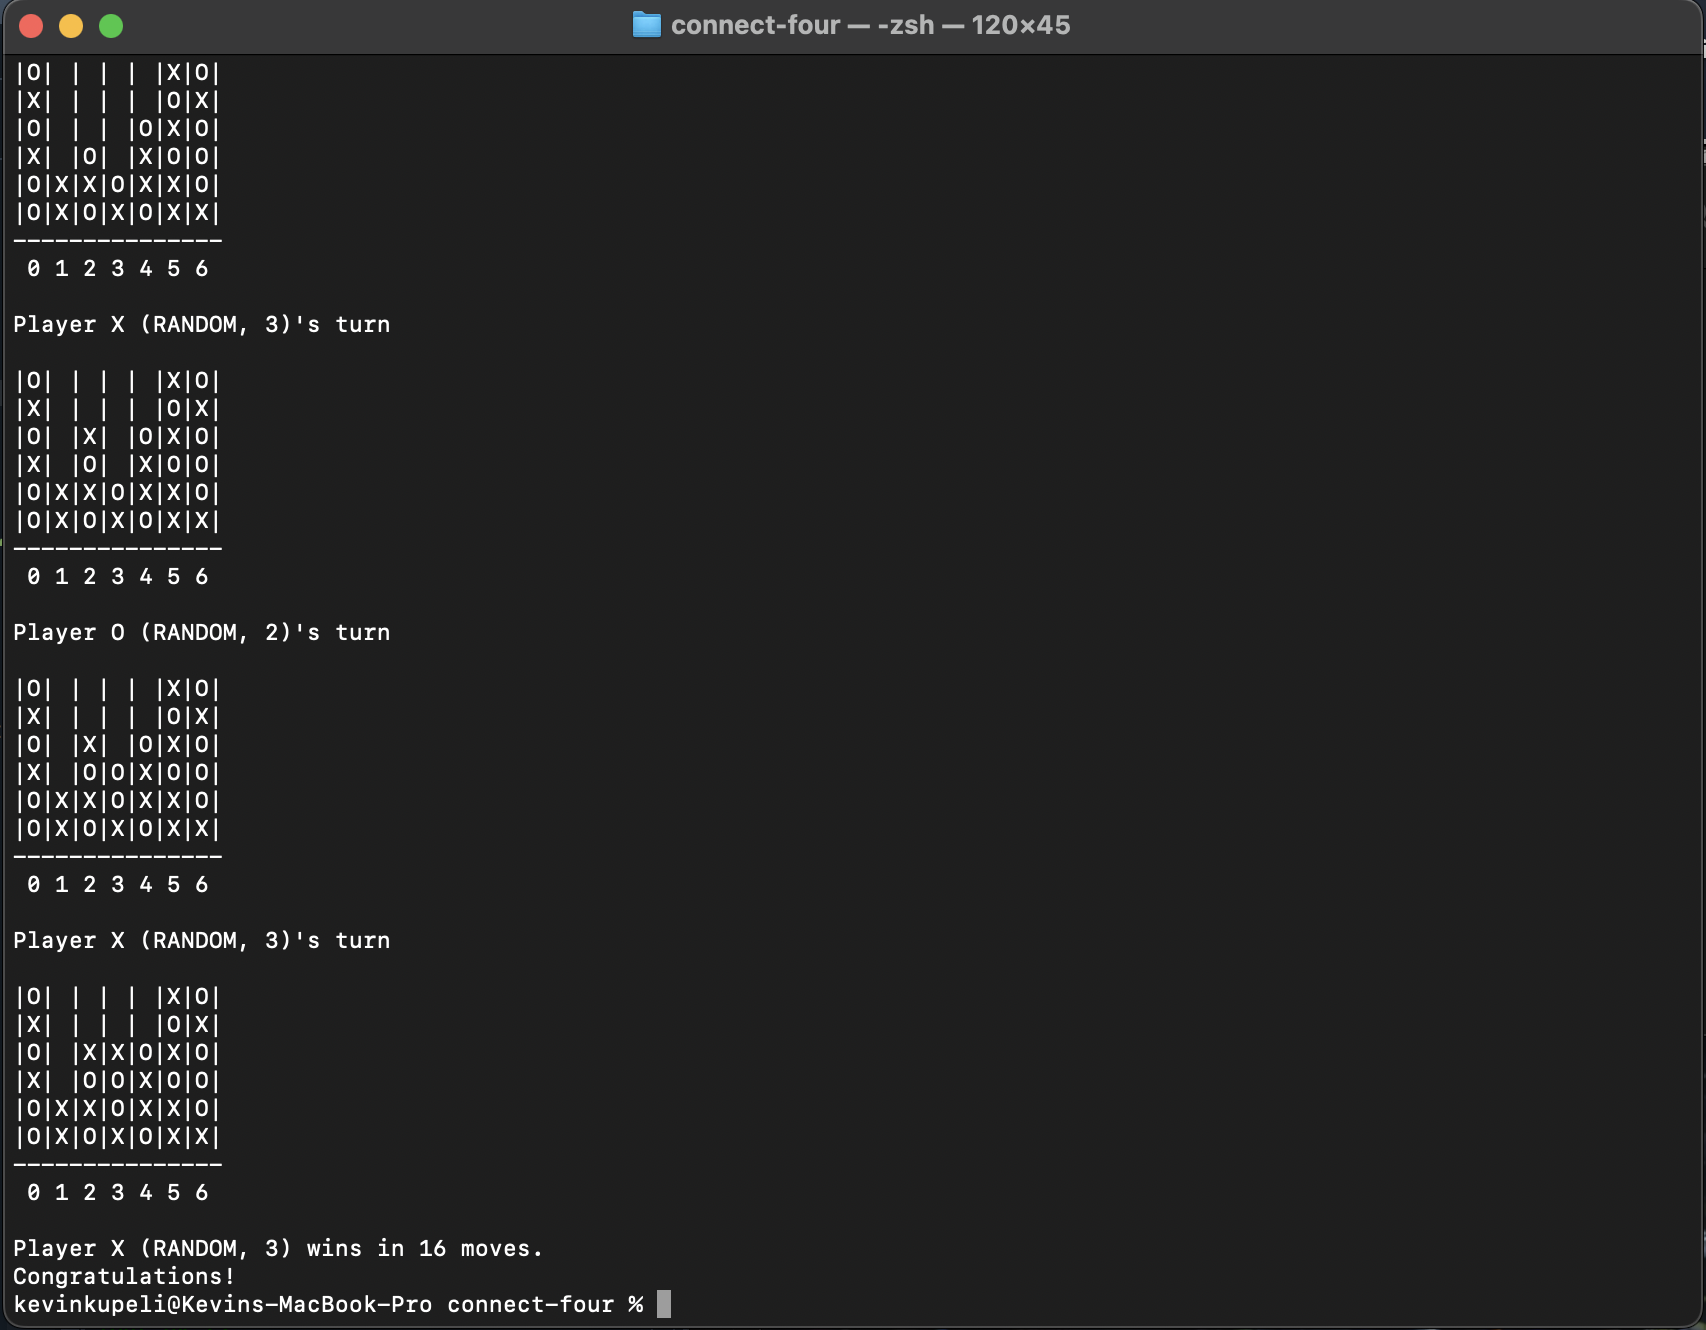 connect-four — -zsh — 120×45
|O| | | | |X|O|
|X| | | | |O|X|
|O| | | |O|X|O|
|X| |O| |X|O|O|
|O|X|X|O|X|X|O|
|O|X|O|X|O|X|X|
---------------
 0 1 2 3 4 5 6
Player X (RANDOM, 3)'s turn
|O| | | | |X|O|
|X| | | | |O|X|
|O| |X| |O|X|O|
|X| |O| |X|O|O|
|O|X|X|O|X|X|O|
|O|X|O|X|O|X|X|
---------------
 0 1 2 3 4 5 6
Player O (RANDOM, 2)'s turn
|O| | | | |X|O|
|X| | | | |O|X|
|O| |X| |O|X|O|
|X| |O|O|X|O|O|
|O|X|X|O|X|X|O|
|O|X|O|X|O|X|X|
---------------
 0 1 2 3 4 5 6
Player X (RANDOM, 3)'s turn
|O| | | | |X|O|
|X| | | | |O|X|
|O| |X|X|O|X|O|
|X| |O|O|X|O|O|
|O|X|X|O|X|X|O|
|O|X|O|X|O|X|X|
---------------
 0 1 2 3 4 5 6
Player X (RANDOM, 3) wins in 16 moves.
Congratulations!
kevinkupeli@Kevins-MacBook-Pro connect-four %